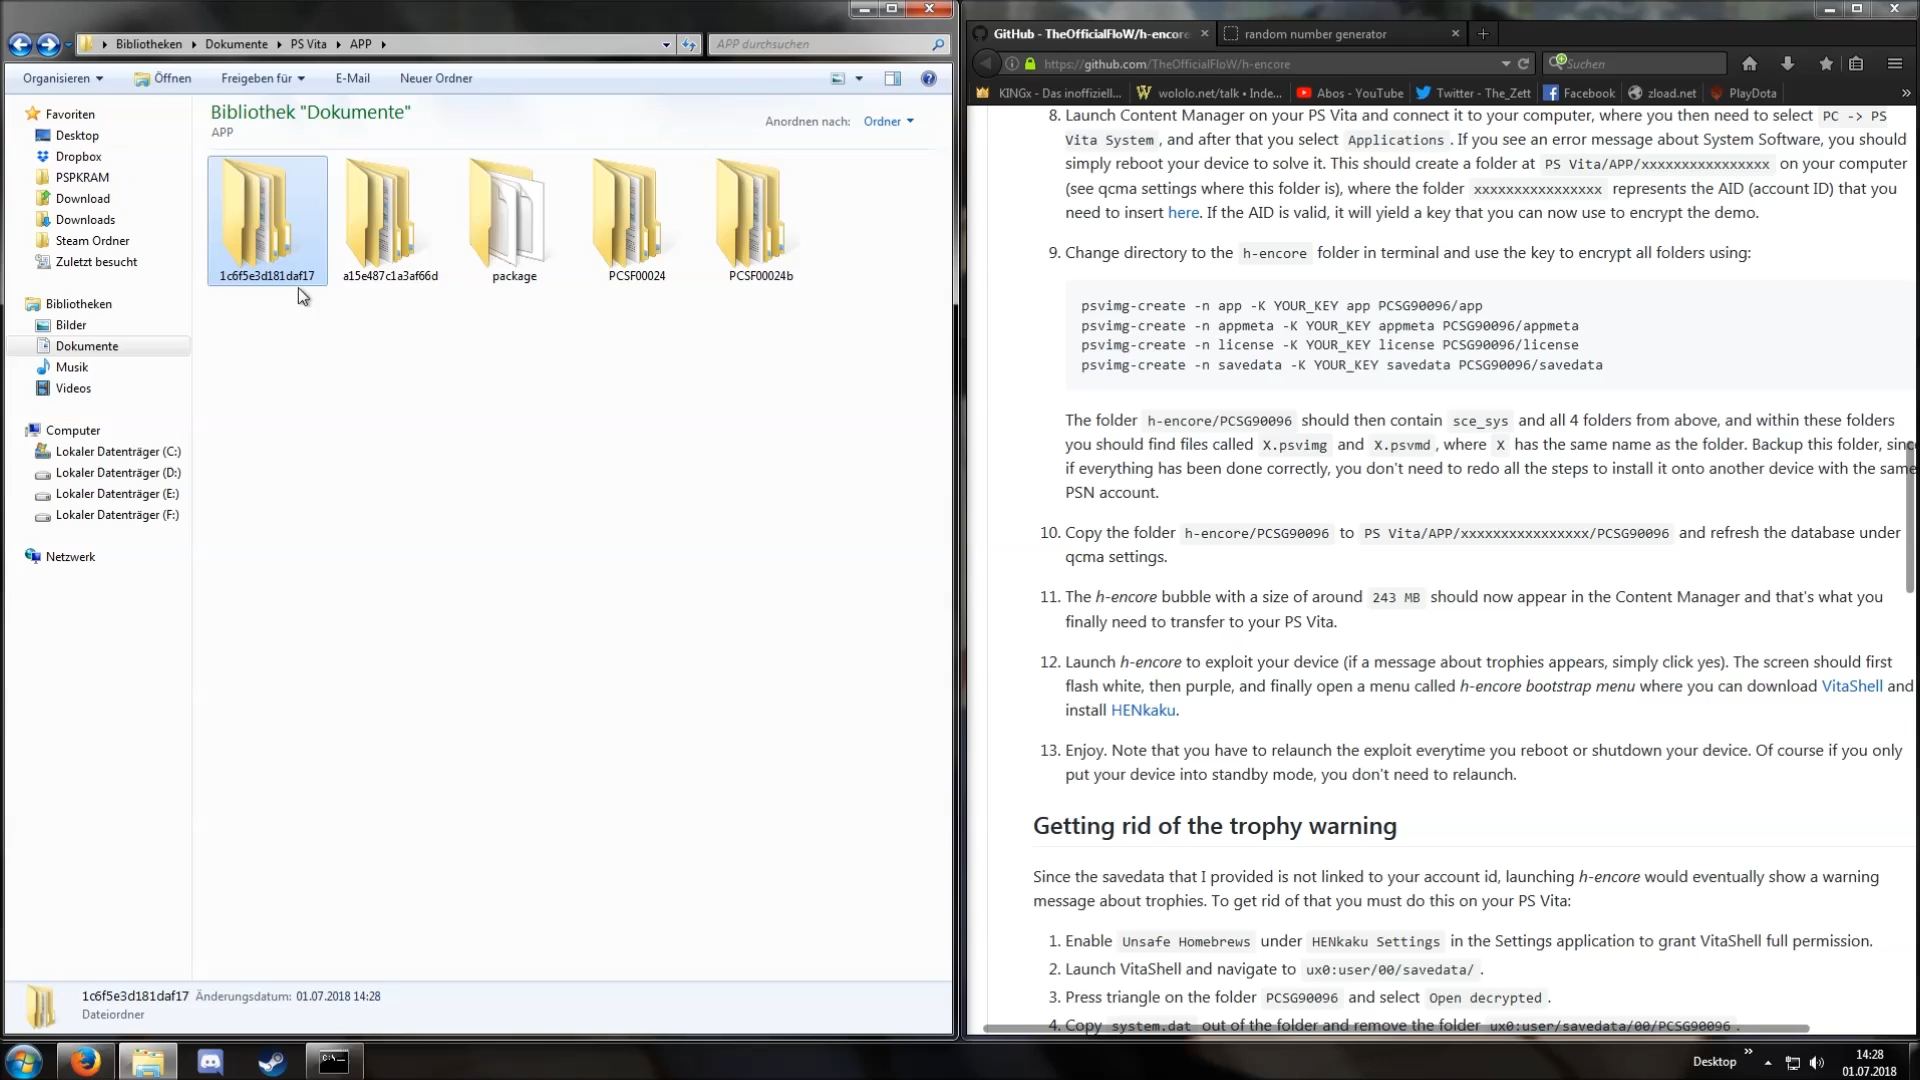 Bibliotheken
Dokumente
PS Vita
APP
APP durchsuchen
Organisieren
Öffnen
Freigeben für
E-Mail
Neuer Ordner
Favoriten
Desktop
Dropbox
PSPKRAM
Download
Downloads
Steam Ordner
Zuletzt besucht
Bibliotheken
Bilder
Dokumente
Musik
Videos
Computer
Lokaler Datenträger (C:)
Lokaler Datenträger (D:)
Lokaler Datenträger (E:)
Lokaler Datenträger (F:)
Netzwerk
Bibliothek "Dokumente"
APP
Anordnen nach: Ordner
1c6f5e3d181daf17
a15e487c1a3af66d
package
PCSF00024
PCSF00024b
1c6f5e3d181daf17 Änderungsdatum: 01.07.2018 14:28
Dateiordner
GitHub - TheOfficialFloW/h-encore
random number generator
https://github.com/TheOfficialFloW/h-encore
Suchen
KINGx - Das inoffiziell...
wololo.net/talk • Inde...
Abos - YouTube
Twitter - The_Zett
Facebook
zload.net
PlayDota
8. Launch Content Manager on your PS Vita and connect it to your computer, where you then need to select PC -> PS
Vita System, and after that you select Applications. If you see an error message about System Software, you should
simply reboot your device to solve it. This should create a folder at PS Vita/APP/xxxxxxxxxxxxxxxx on your computer
(see qcma settings where this folder is), where the folder xxxxxxxxxxxxxxxx represents the AID (account ID) that you
need to insert here. If the AID is valid, it will yield a key that you can now use to encrypt the demo.
9. Change directory to the h-encore folder in terminal and use the key to encrypt all folders using:
psvimg-create -n app -K YOUR_KEY app PCSG90096/app
psvimg-create -n appmeta -K YOUR_KEY appmeta PCSG90096/appmeta
psvimg-create -n license -K YOUR_KEY license PCSG90096/license
psvimg-create -n savedata -K YOUR_KEY savedata PCSG90096/savedata
The folder h-encore/PCSG90096 should then contain sce_sys and all 4 folders from above, and within these folders
you should find files called X.psvimg and X.psvmd, where X has the same name as the folder. Backup this folder, sinc
if everything has been done correctly, you don't need to redo all the steps to install it onto another device with the same
PSN account.
10. Copy the folder h-encore/PCSG90096 to PS Vita/APP/xxxxxxxxxxxxxxxx/PCSG90096 and refresh the database under
qcma settings.
11. The h-encore bubble with a size of around 243 MB should now appear in the Content Manager and that's what you
finally need to transfer to your PS Vita.
12. Launch h-encore to exploit your device (if a message about trophies appears, simply click yes). The screen should first
flash white, then purple, and finally open a menu called h-encore bootstrap menu where you can download VitaShell and
install HENkaku.
13. Enjoy. Note that you have to relaunch the exploit everytime you reboot or shutdown your device. Of course if you only
put your device into standby mode, you don't need to relaunch.
Getting rid of the trophy warning
Since the savedata that I provided is not linked to your account id, launching h-encore would eventually show a warning
message about trophies. To get rid of that you must do this on your PS Vita:
1. Enable Unsafe Homebrews under HENkaku Settings in the Settings application to grant VitaShell full permission.
2. Launch VitaShell and navigate to ux0:user/00/savedata/.
3. Press triangle on the folder PCSG90096 and select Open decrypted.
4. Copy system.dat out of the folder and remove the folder ux0:user/savedata/00/PCSG90096.
C:\_
Desktop
14:28
01.07.2018